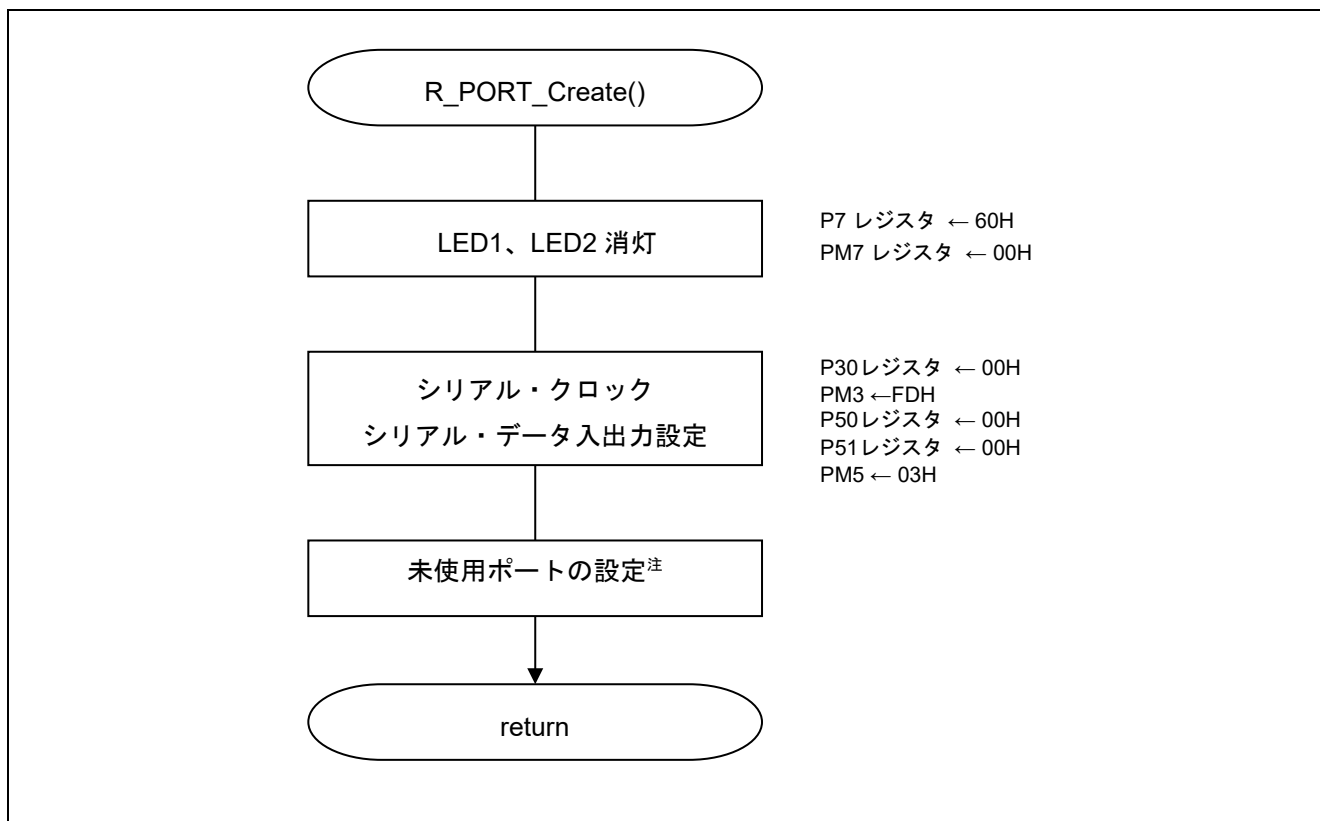 R_PORT_Create()
LED1、LED2 消灯
P7 レジスタ ← 60H
PM7 レジスタ ← 00H
シリアル・クロック
シリアル・データ入出力設定
P30レジスタ ← 00H
PM3 ←FDH
P50レジスタ ← 00H
P51レジスタ ← 00H
PM5 ← 03H
未使用ポートの設定注
return